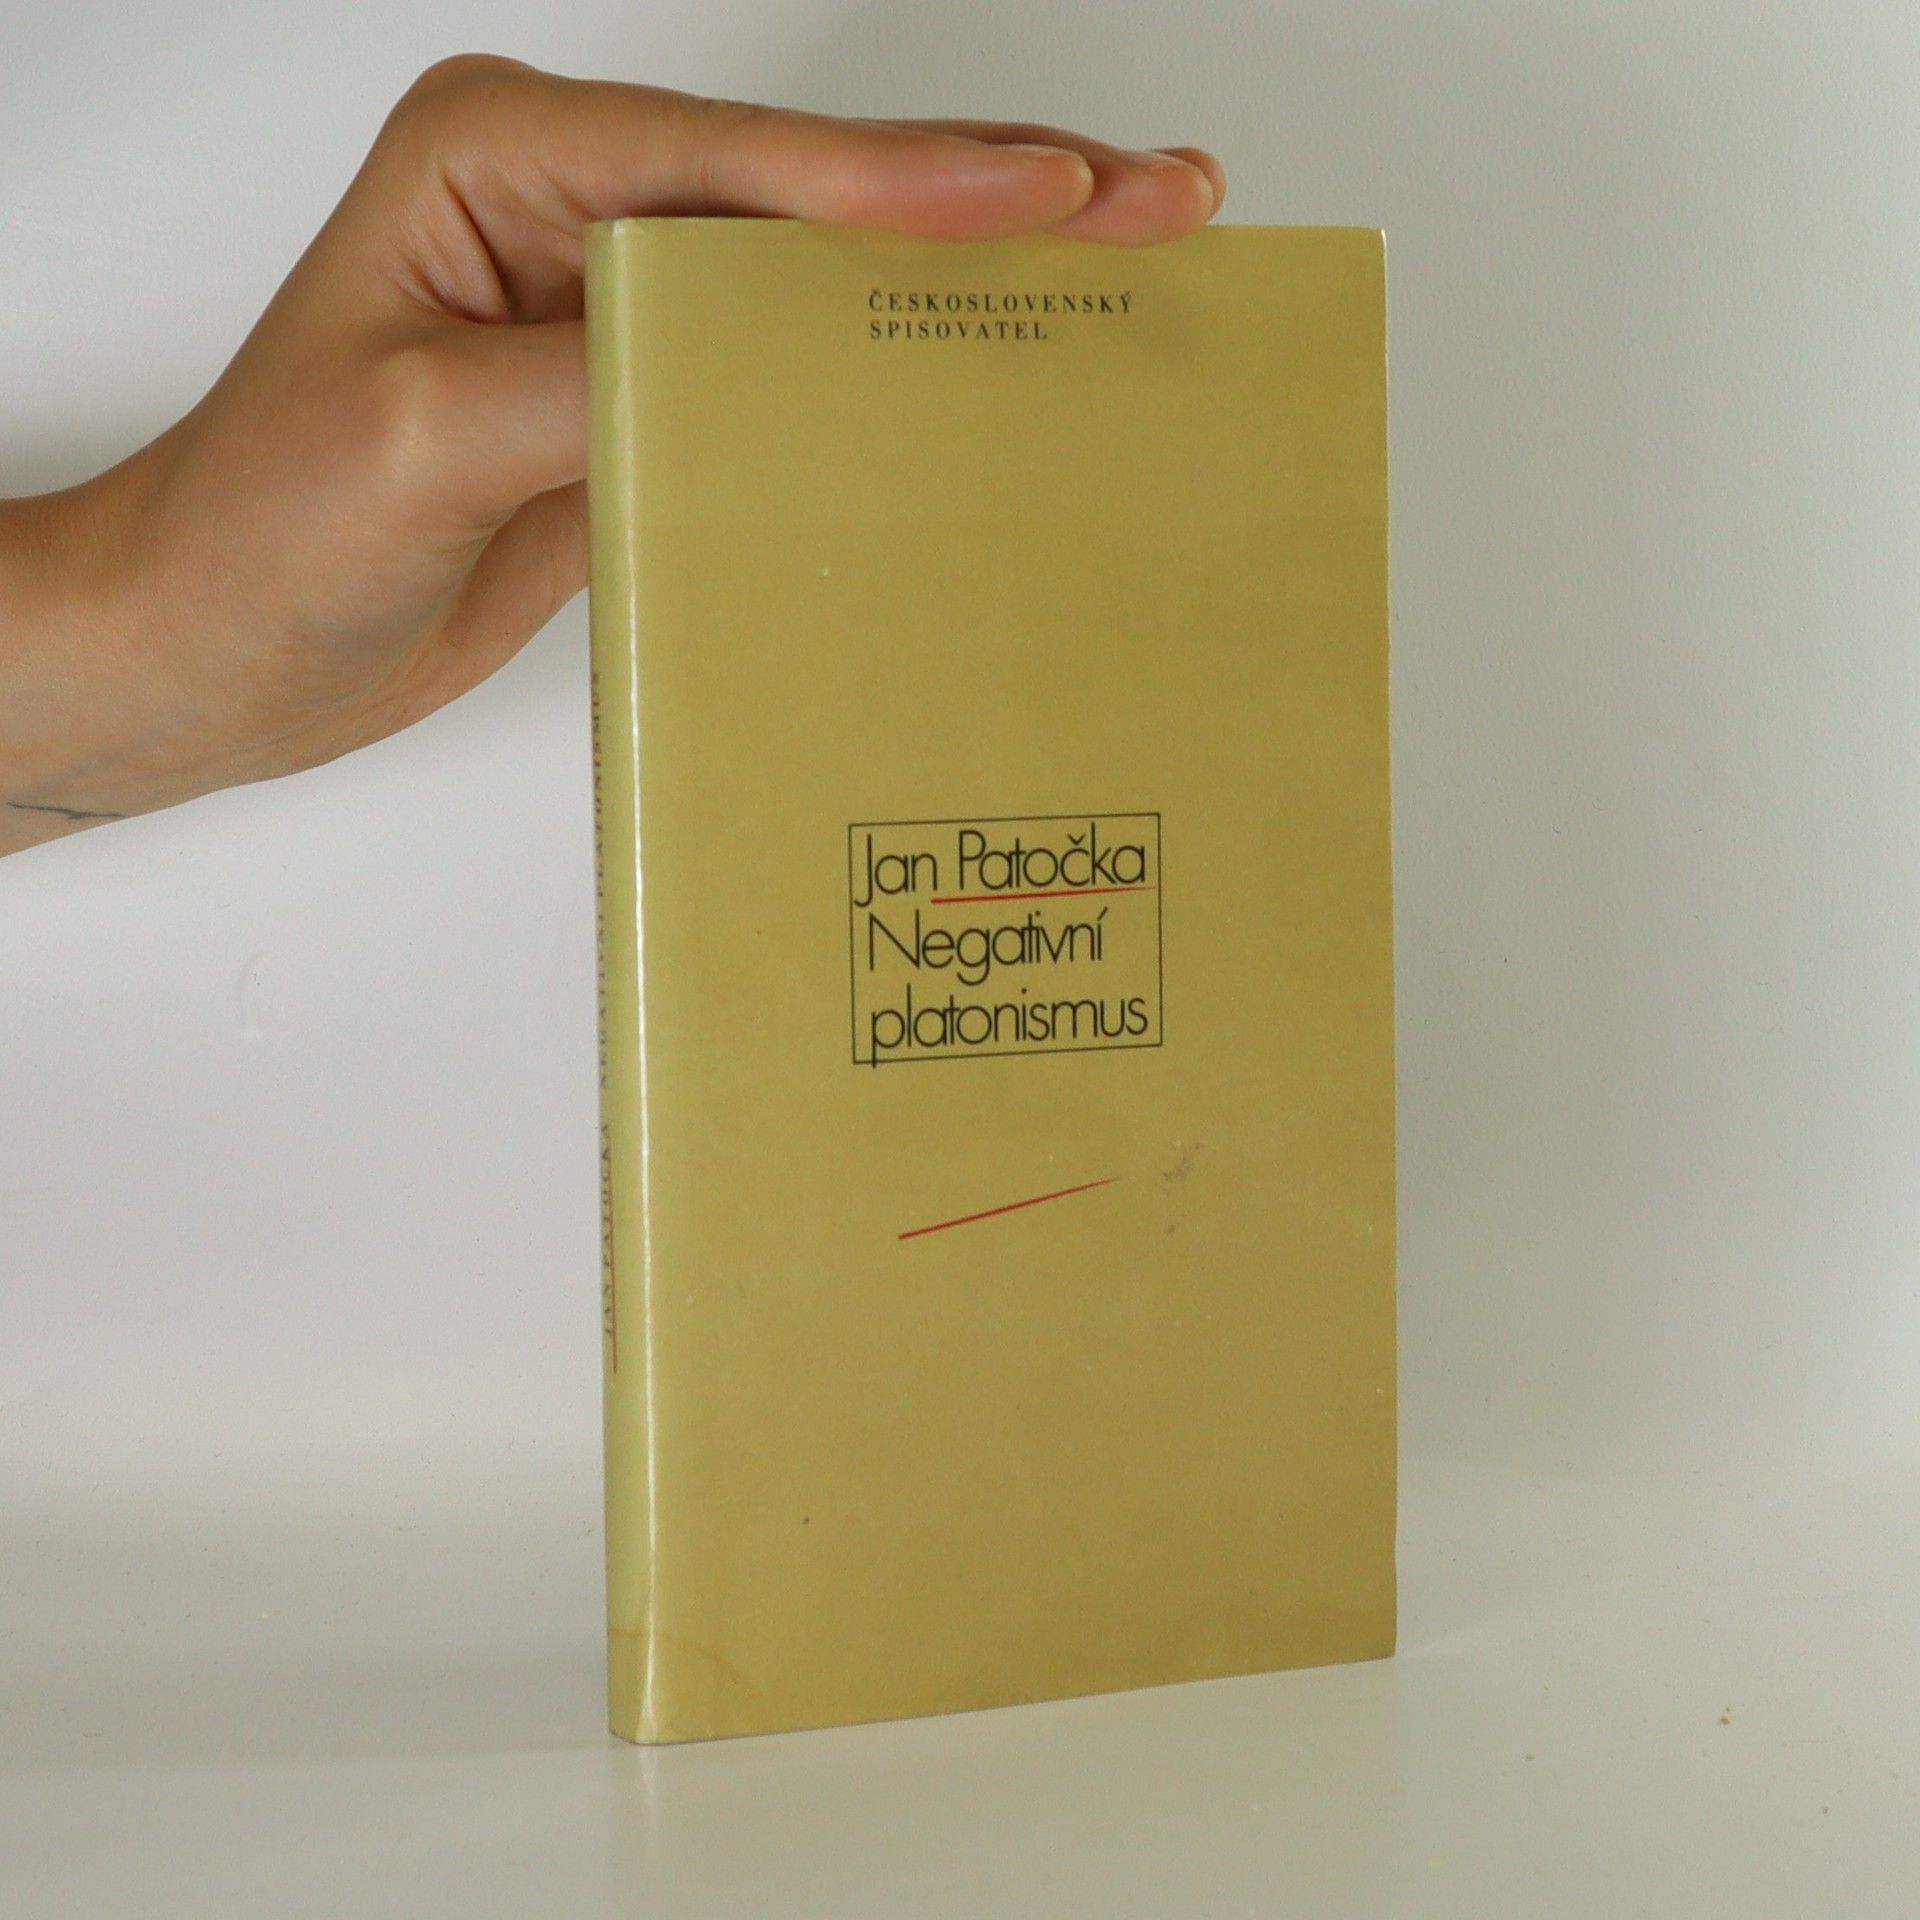 ČESKOSLOVENSKÝ
SPISOVATEL
Jan Patočka
Negativní
platonismus
JAN PATOČKA NEGATIVNÍ PLATONISMUS